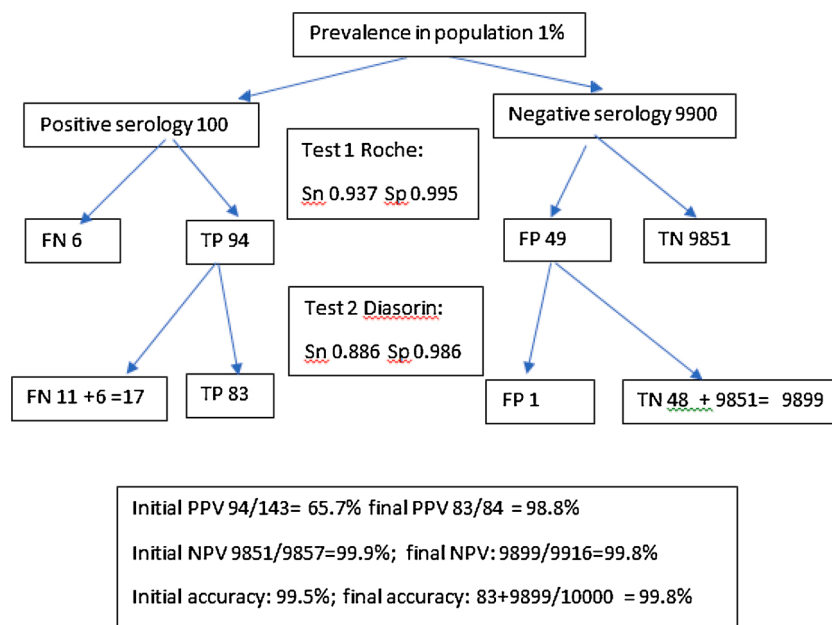 Prevalence in population 1%
Positive serology 100
Negative serology 9900
Test 1 Roche:
Sn 0.937 Sp 0.995
FN 6
TP 94
FP 49
TN 9851
Test 2 Diasorin:
Sn 0.886 Sp 0.986
FN 11 +6 =17
TP 83
FP 1
TN 48 + 9851= 9899
Initial PPV 94/143= 65.7% final PPV 83/84 = 98.8%
Initial NPV 9851/9857=99.9%; final NPV: 9899/9916=99.8%
Initial accuracy: 99.5%; final accuracy: 83+9899/10000 = 99.8%